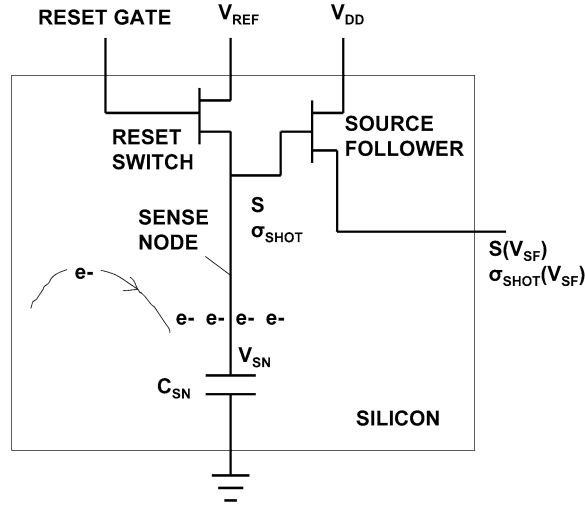 RESET GATE
V_REF
V_DD
RESET
SWITCH
SOURCE
FOLLOWER
S
σ_SHOT
SENSE
NODE
S(V_SF)
σ_SHOT(V_SF)
e-
e- e- e- e-
V_SN
C_SN
SILICON